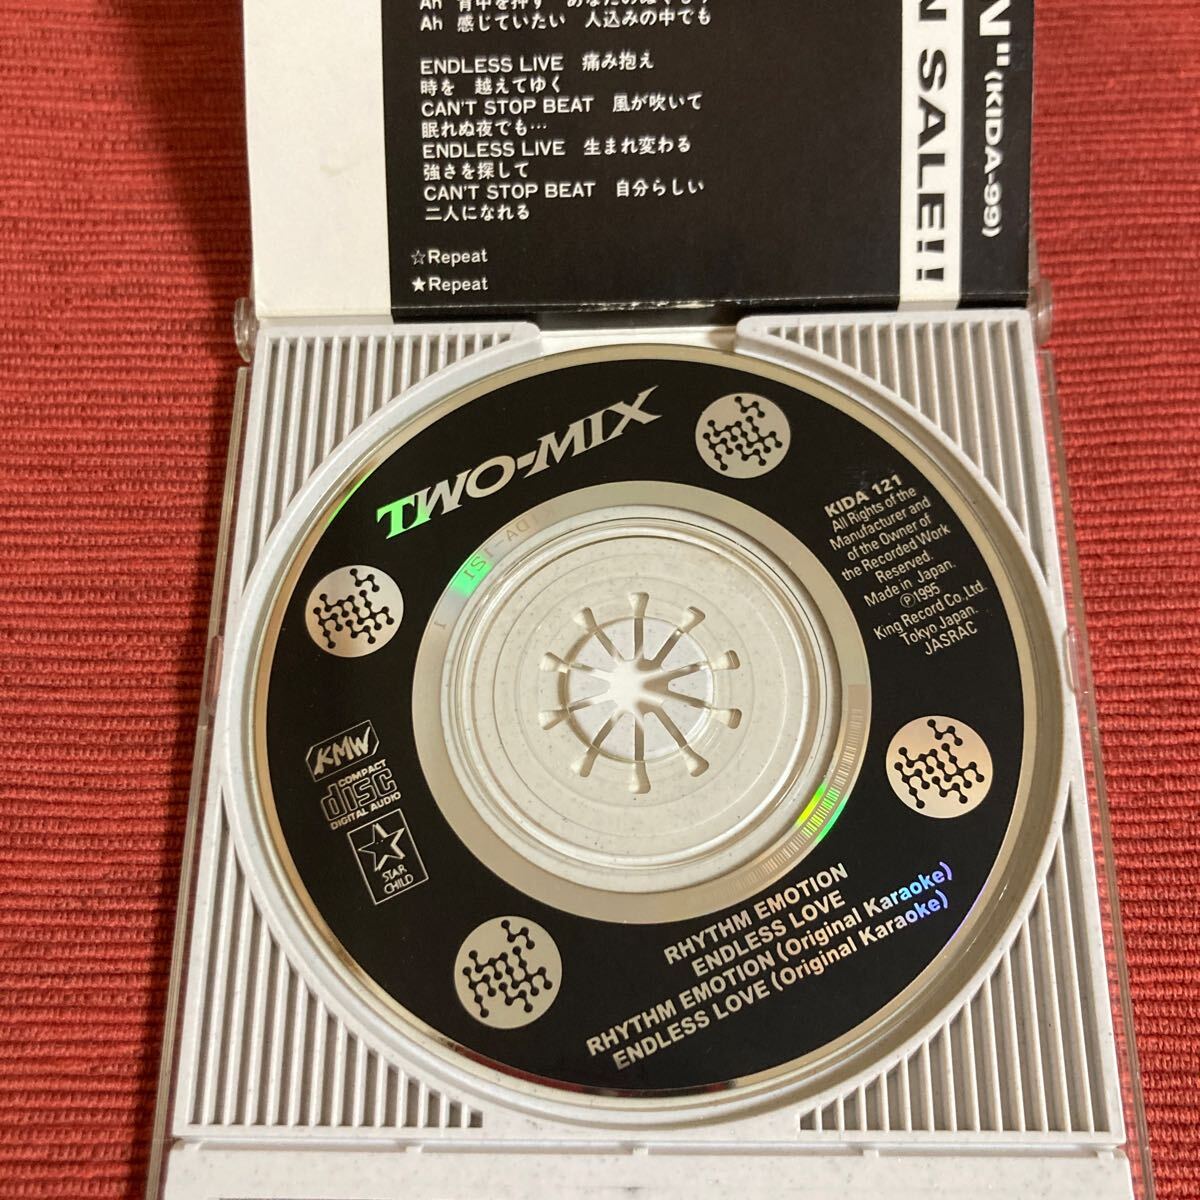 Ah 感じていたい 人込みの中でも
ENDLESS LIVE 痛み抱え
時を 越えてゆく
CAN'T STOP BEAT 風が吹いて
眠れぬ夜でも…
ENDLESS LIVE 生まれ変わる
強さを探して
CAN'T STOP BEAT 自分らしい
二人になれる
☆Repeat
★Repeat
N" (KIDA-99)
N SALE!!
TWO-MIX
KIDA 121
All Rights of the
Manufacturer and
of the Owner of
the Recorded Work
Reserved.
Made in Japan.
Ⓟ1995
King Record Co., Ltd.
Tokyo Japan.
JASRAC
KMW
COMPACT
disc
DIGITAL AUDIO
STAR
CHILD
RHYTHM EMOTION
ENDLESS LOVE
RHYTHM EMOTION (Original Karaoke)
ENDLESS LOVE (Original Karaoke)